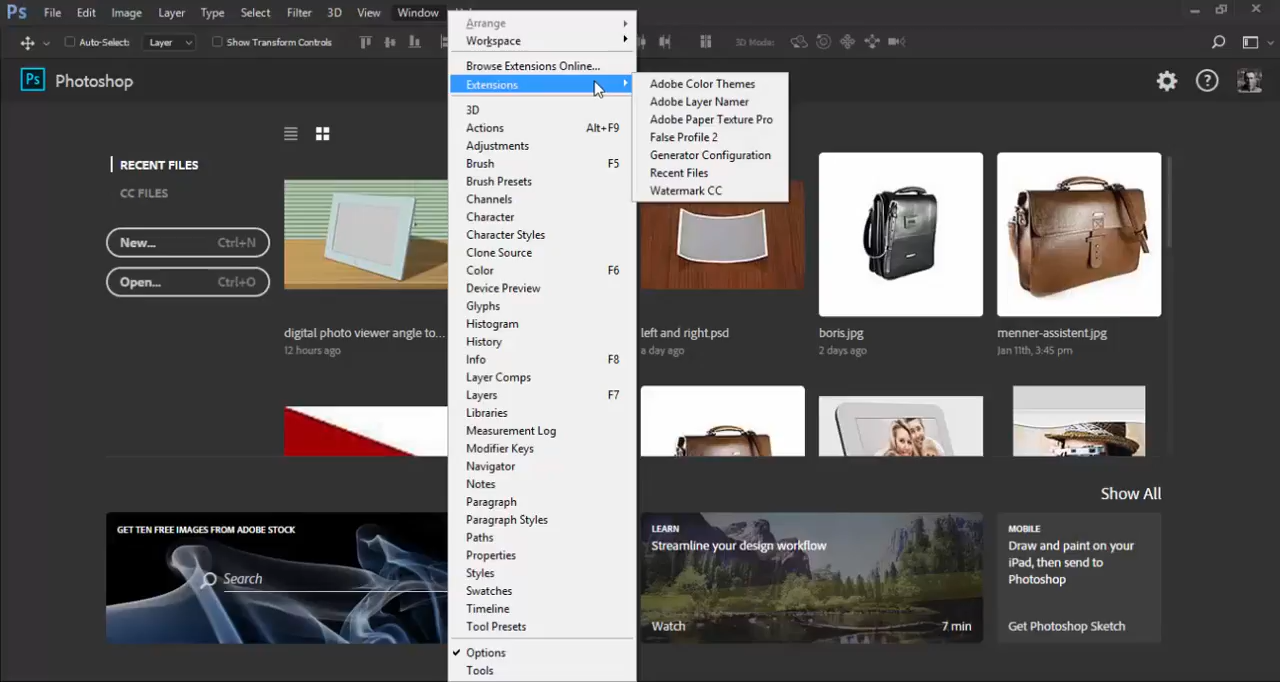 Ps File Edit Image Layer Type Select Filter 3D View Window
Auto-Select: Layer Show Transform Controls 3D Mode:
Ps Photoshop
RECENT FILES
CC FILES
New... Ctrl+N
Open... Ctrl+O
digital photo viewer angle to...
12 hours ago
Arrange
Workspace
Browse Extensions Online...
Extensions
3D
Actions Alt+F9
Adjustments
Brush F5
Brush Presets
Channels
Character
Character Styles
Clone Source
Color F6
Device Preview
Glyphs
Histogram
History
Info F8
Layer Comps
Layers F7
Libraries
Measurement Log
Modifier Keys
Navigator
Notes
Paragraph
Paragraph Styles
Paths
Properties
Styles
Swatches
Timeline
Tool Presets
Options
Tools
Adobe Color Themes
Adobe Layer Namer
Adobe Paper Texture Pro
False Profile 2
Generator Configuration
Recent Files
Watermark CC
left and right.psd
a day ago
boris.jpg
2 days ago
menner-assistent.jpg
Jan 11th, 3:45 pm
Show All
GET TEN FREE IMAGES FROM ADOBE STOCK
Search
LEARN
Streamline your design workflow
Watch 7 min
MOBILE
Draw and paint on your
iPad, then send to
Photoshop
Get Photoshop Sketch